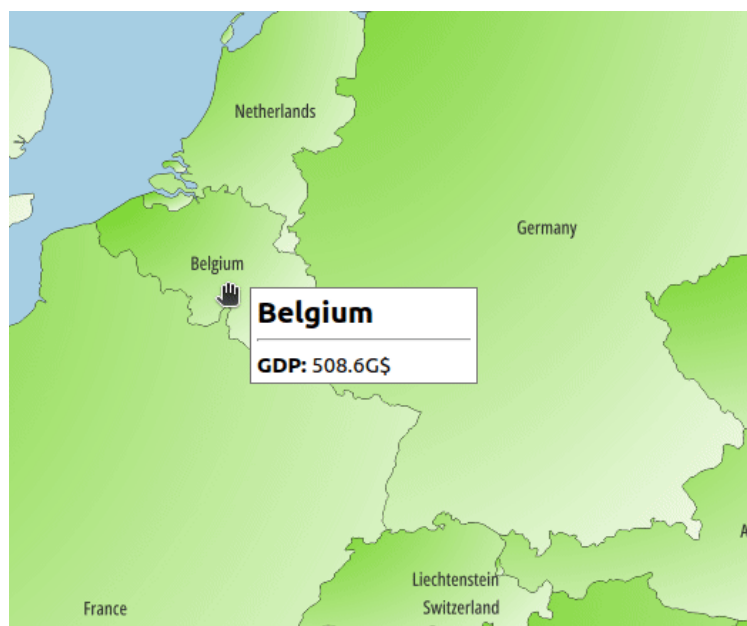 Netherlands
Germany
Belgium
Belgium
GDP: 508.6G$
Liechtenstein
Switzerland
France
A